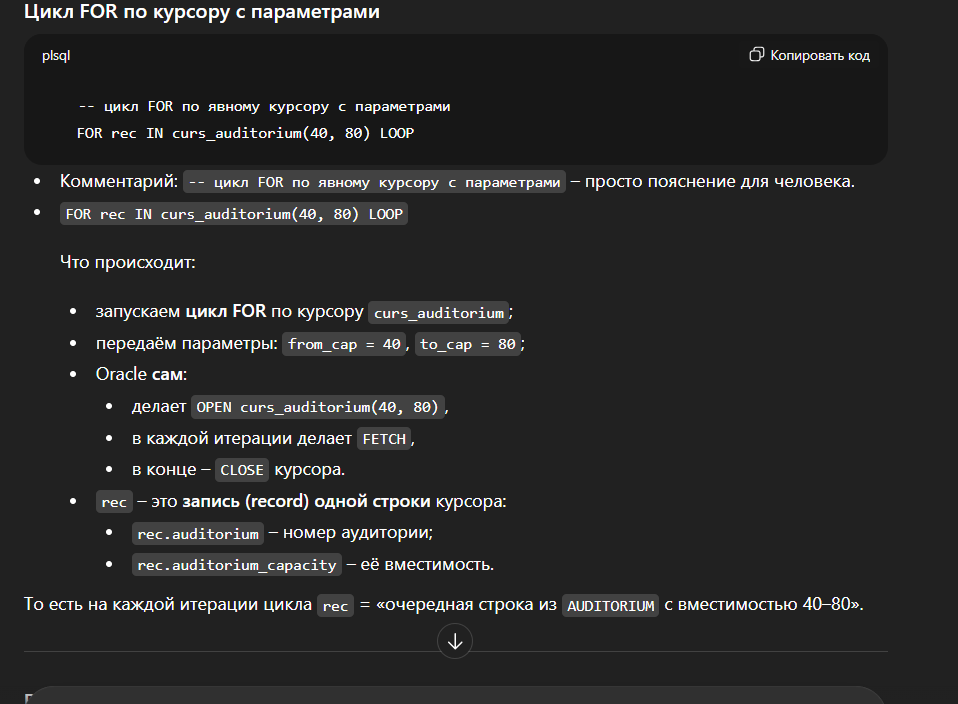 Цикл FOR по курсору с параметрами
plsql
Копировать код
-- цикл FOR по явному курсору с параметрами
FOR rec IN curs_auditorium(40, 80) LOOP
• Комментарий: -- цикл FOR по явному курсору с параметрами – просто пояснение для человека.
• FOR rec IN curs_auditorium(40, 80) LOOP
Что происходит:
• запускаем цикл FOR по курсору curs_auditorium;
• передаём параметры: from_cap = 40, to_cap = 80;
• Oracle сам:
• делает OPEN curs_auditorium(40, 80),
• в каждой итерации делает FETCH,
• в конце – CLOSE курсора.
• rec – это запись (record) одной строки курсора:
• rec.auditorium – номер аудитории;
• rec.auditorium_capacity – её вместимость.
То есть на каждой итерации цикла rec = «очередная строка из AUDITORIUM с вместимостью 40–80».